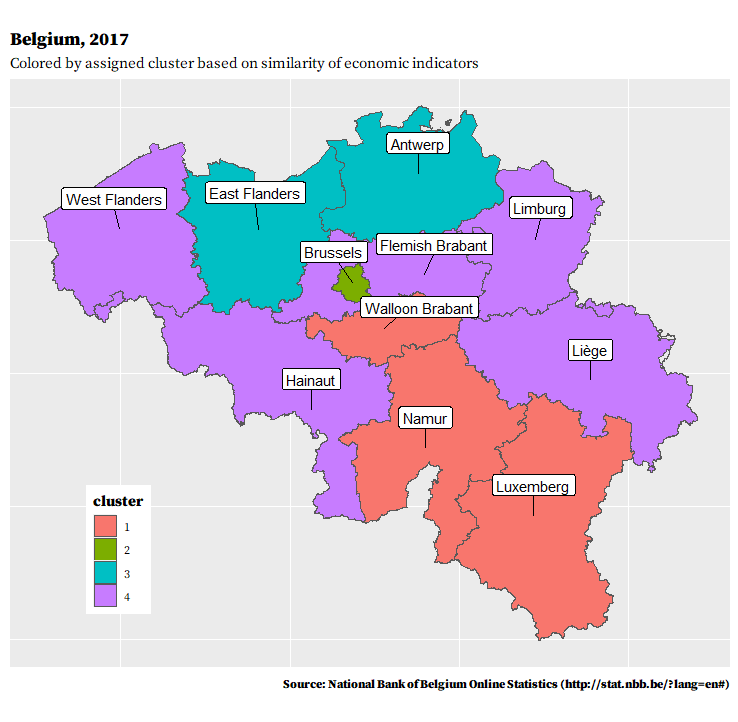 Belgium, 2017
Colored by assigned cluster based on similarity of economic indicators
Antwerp
East Flanders
West Flanders
Limburg
Flemish Brabant
Brussels
Walloon Brabant
Liège
Hainaut
Namur
Luxemberg
cluster
1
2
3
4
Source: National Bank of Belgium Online Statistics (http://stat.nbb.be/?lang=en#)